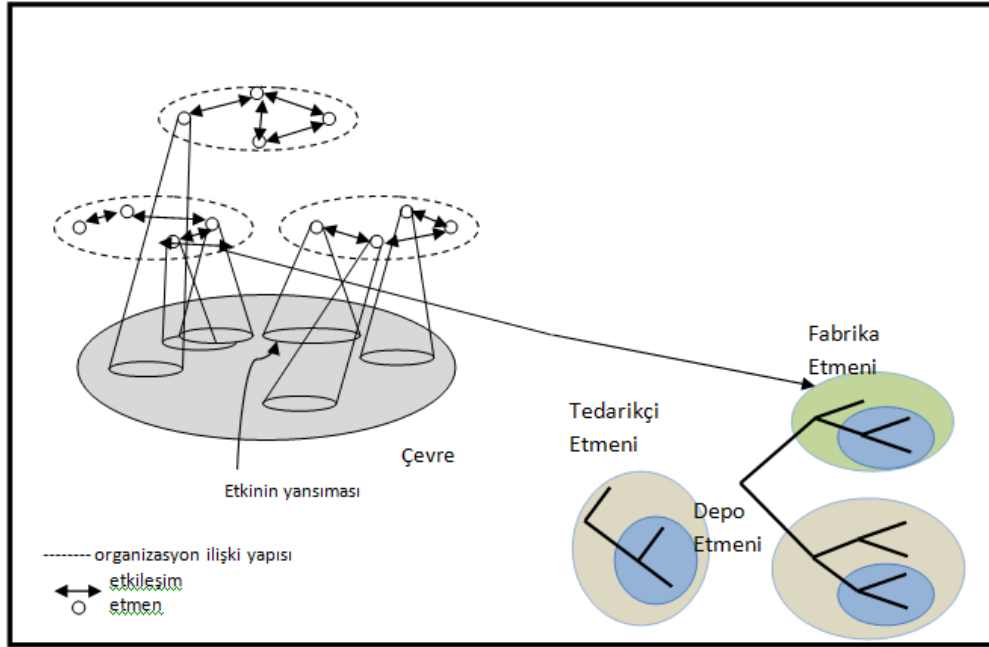 Fabrika
Etmeni
Tedarikçi
Etmeni
Çevre
Etkinin yansıması
Depo
Etmeni
-------- organizasyon ilişki yapısı
etkileşim
etmen